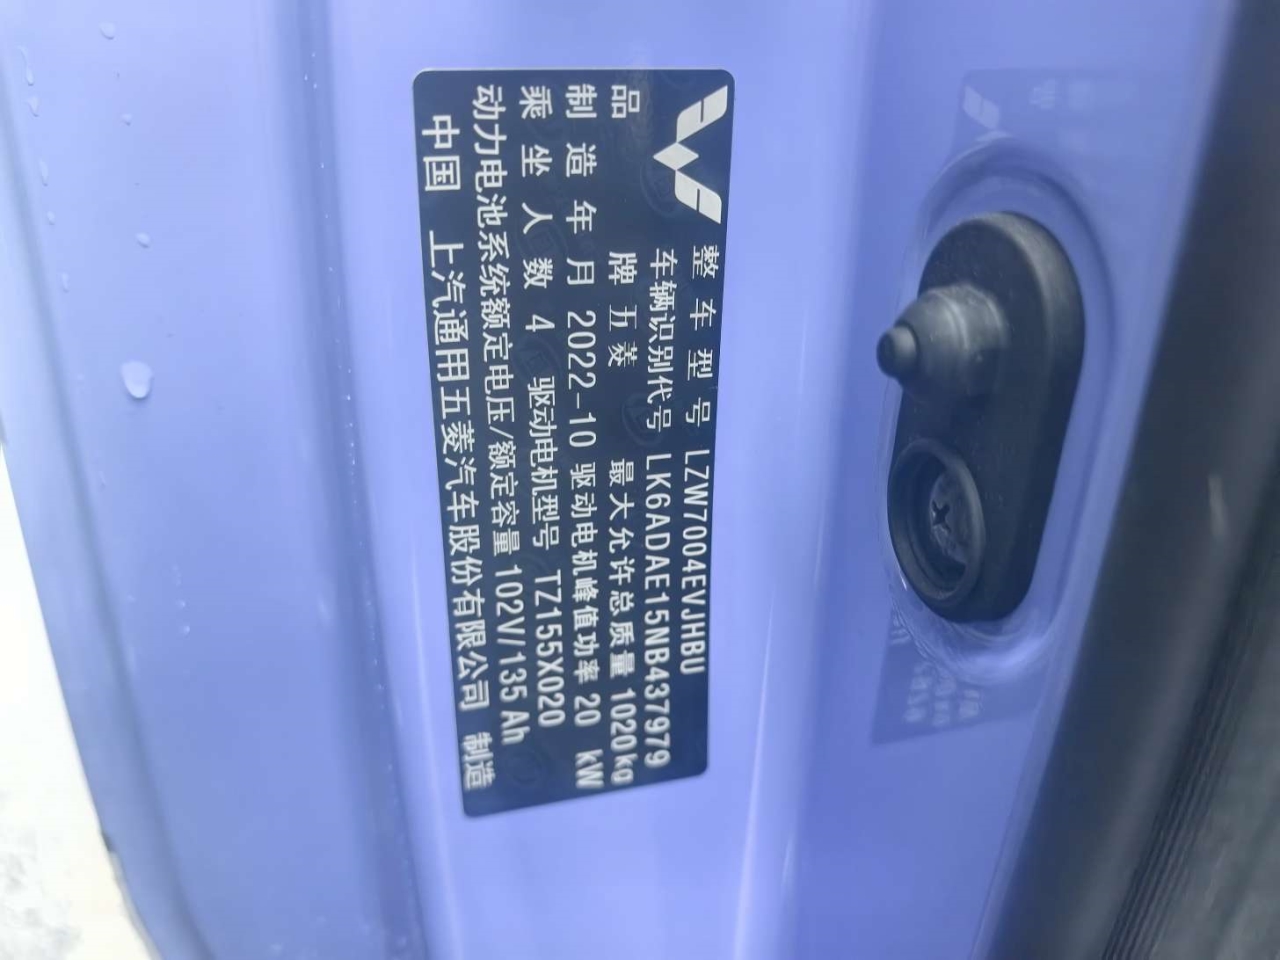 整车型号 LZW7004EVJHBU
车辆识别代号 LK6ADAE15NB437979
品牌 五菱 最大允许总质量 1020kg
制造年月 2022-10 驱动电机峰值功率 20 kW
乘坐人数 4 驱动电机型号 TZ155X020
动力电池系统额定电压/额定容量 102V/135Ah
中国 上汽通用五菱汽车股份有限公司 制造